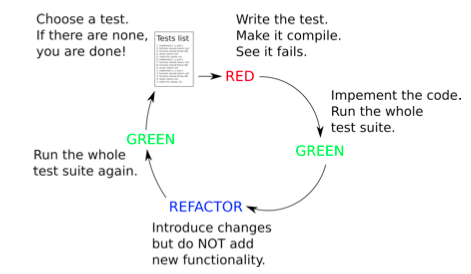 Choose a test.
If there are none,
you are done!
Tests list
Write the test.
Make it compile.
See it fails.
RED
Impement the code.
Run the whole
test suite.
GREEN
REFACTOR
Introduce changes
but do NOT add
new functionality.
GREEN
Run the whole
test suite again.